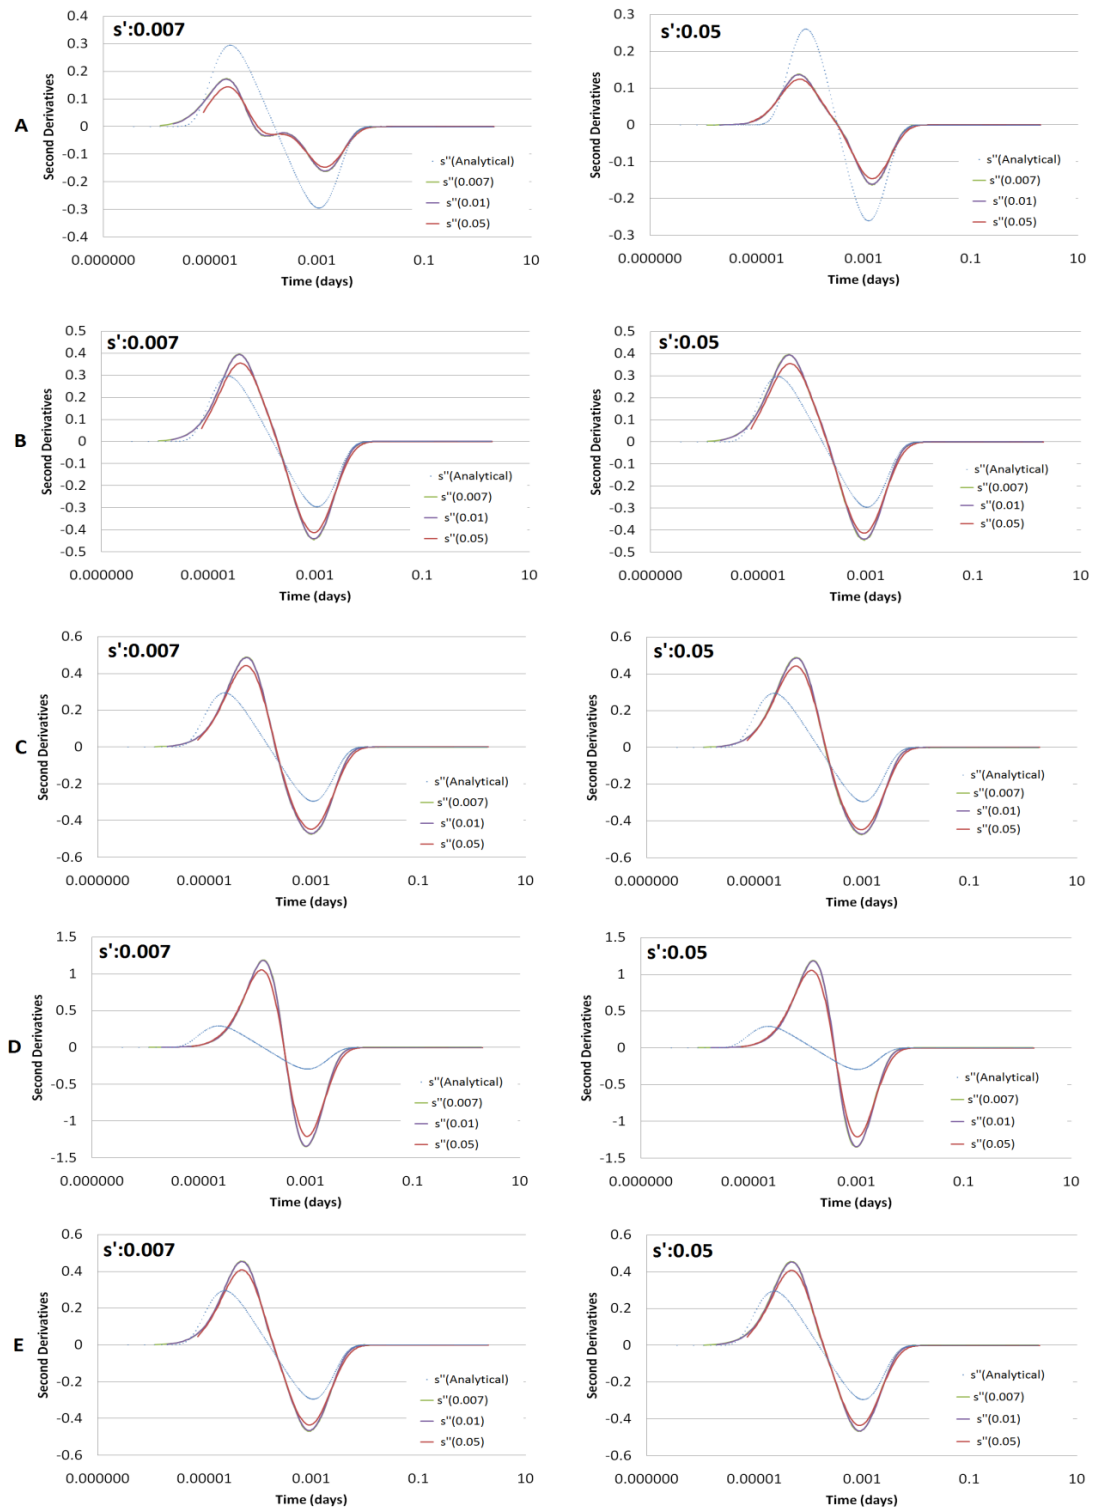 A
s':0.007
Second Derivatives
0.4
0.3
0.2
0.1
0
-0.1
-0.2
-0.3
-0.4
0.000000
0.00001
0.001
0.1
10
Time (days)
s''(Analytical)
s''(0.007)
s''(0.01)
s''(0.05)
s':0.05
Second Derivatives
0.3
0.2
0.1
0
-0.1
-0.2
-0.3
0.000000
0.00001
0.001
0.1
10
Time (days)
s''(Analytical)
s''(0.007)
s''(0.01)
s''(0.05)
B
s':0.007
Second Derivatives
0.5
0.4
0.3
0.2
0.1
0
-0.1
-0.2
-0.3
-0.4
-0.5
0.000000
0.00001
0.001
0.1
10
Time (days)
s''(Analytical)
s''(0.007)
s''(0.01)
s''(0.05)
s':0.05
Second Derivatives
0.5
0.4
0.3
0.2
0.1
0
-0.1
-0.2
-0.3
-0.4
-0.5
0.000000
0.00001
0.001
0.1
10
Time (days)
s''(Analytical)
s''(0.007)
s''(0.01)
s''(0.05)
C
s':0.007
Second Derivatives
0.6
0.4
0.2
0
-0.2
-0.4
-0.6
0.000000
0.00001
0.001
0.1
10
Time (days)
s''(Analytical)
s''(0.007)
s''(0.01)
s''(0.05)
s':0.05
Second Derivatives
0.6
0.4
0.2
0
-0.2
-0.4
-0.6
0.000000
0.00001
0.001
0.1
10
Time (days)
s''(Analytical)
s''(0.007)
s''(0.01)
s''(0.05)
D
s':0.007
Second Derivatives
1.5
1
0.5
0
-0.5
-1
-1.5
0.000000
0.00001
0.001
0.1
10
Time (days)
s''(Analytical)
s''(0.007)
s''(0.01)
s''(0.05)
s':0.05
Second Derivatives
1.5
1
0.5
0
-0.5
-1
-1.5
0.000000
0.00001
0.001
0.1
10
Time (days)
s''(Analytical)
s''(0.007)
s''(0.01)
s''(0.05)
E
s':0.007
Second Derivatives
0.6
0.4
0.2
0
-0.2
-0.4
-0.6
0.000000
0.00001
0.001
0.1
10
Time (days)
s''(Analytical)
s''(0.007)
s''(0.01)
s''(0.05)
s':0.05
Second Derivatives
0.6
0.4
0.2
0
-0.2
-0.4
-0.6
0.000000
0.00001
0.001
0.1
10
Time (days)
s''(Analytical)
s''(0.007)
s''(0.01)
s''(0.05)